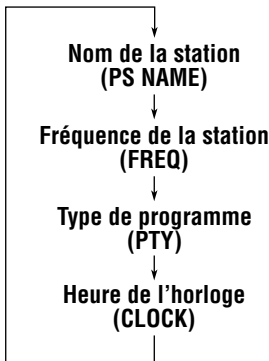 Nom de la station
(PS NAME)
Fréquence de la station
(FREQ)
Type de programme
(PTY)
Heure de l’horloge
(CLOCK)